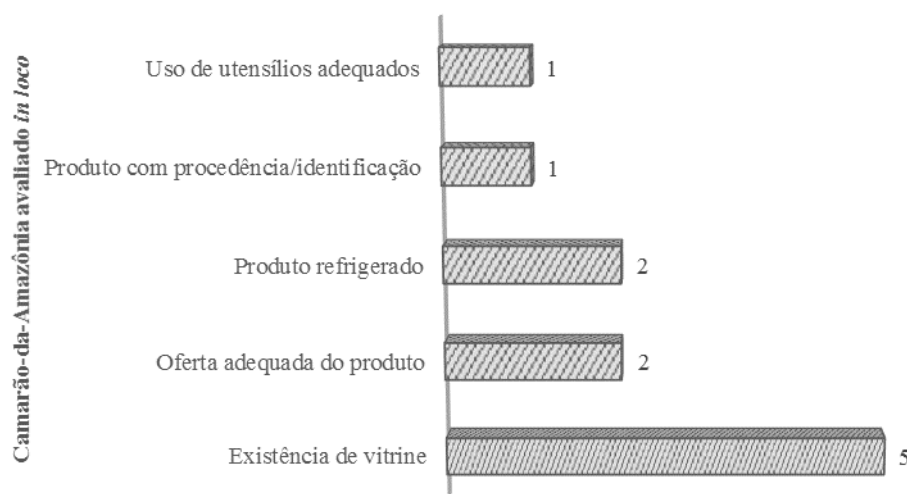 Camarão-da-Amazônia avaliado in loco
Uso de utensílios adequados 1
Produto com procedência/identificação 1
Produto refrigerado 2
Oferta adequada do produto 2
Existência de vitrine 5